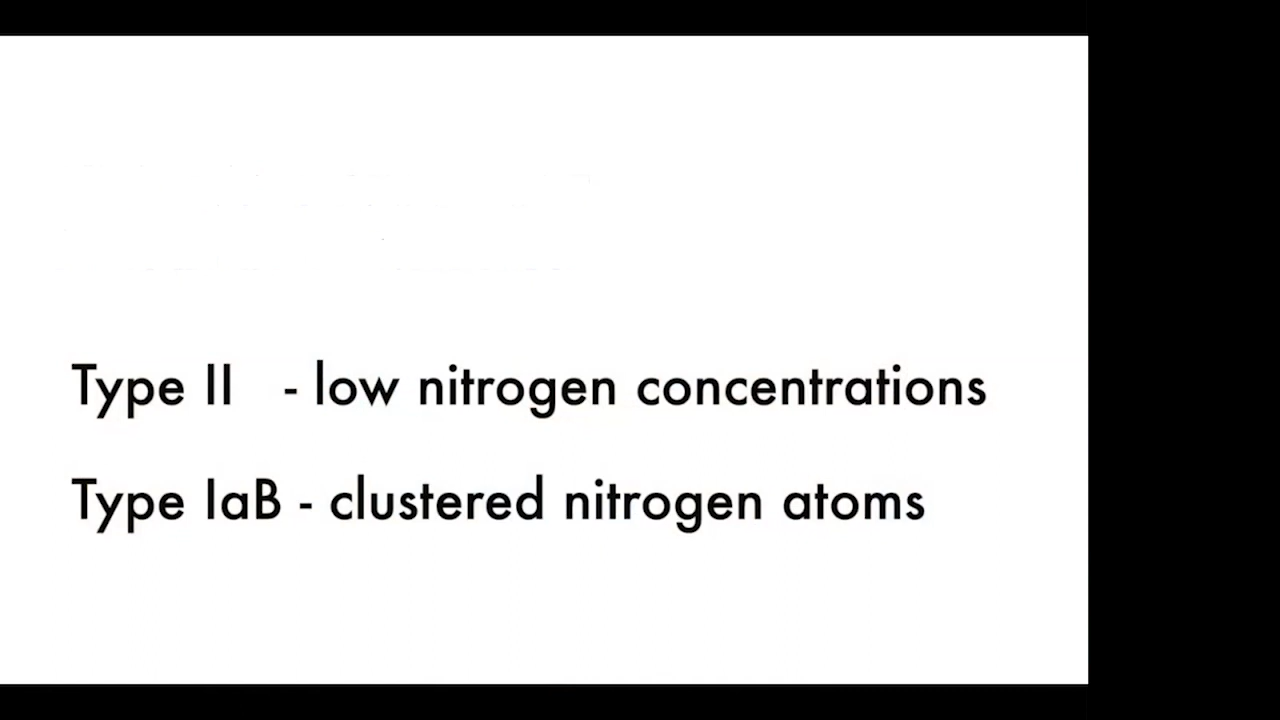 Type II - low nitrogen concentrations
Type IaB - clustered nitrogen atoms